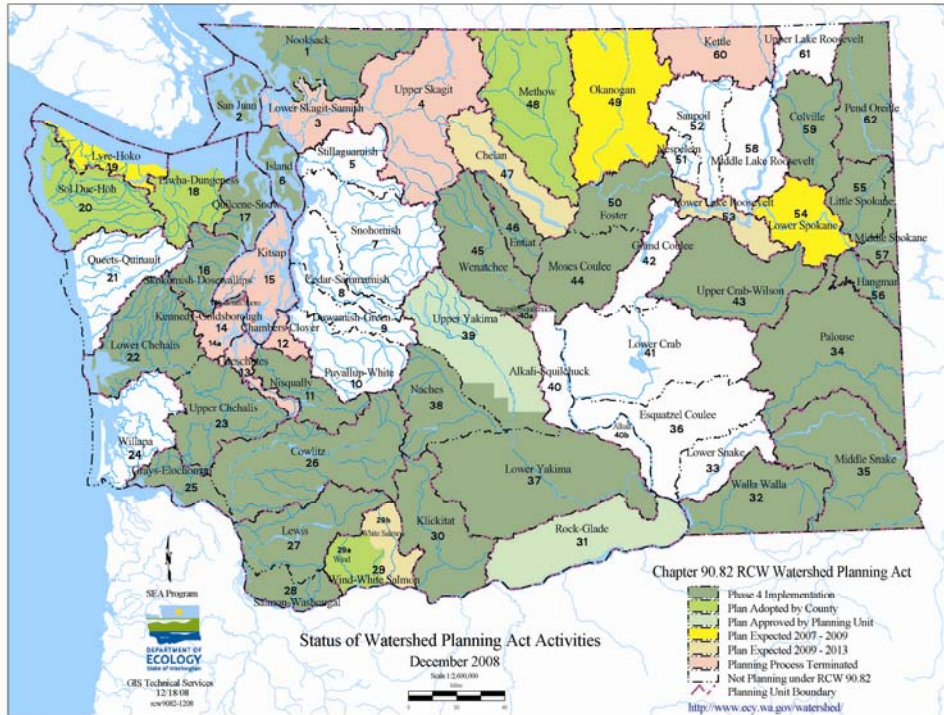 Nooksack
1
San Juan
2
Lower Skagit-Samish
3
Upper Skagit
4
Methow
48
Okanogan
49
Kettle
60
Upper Lake Roosevelt
61
Sanpoil
52
Nespelem
51
Middle Lake Roosevelt
58
Colville
59
Pend Oreille
62
Lyre-Hoko
19
Sol Duc-Hoh
20
Elwha-Dungeness
18
Quilcene-Snow
17
Island
6
Stillaguamish
5
Chelan
47
Foster
50
Lower Lake Roosevelt
53
54
Lower Spokane
55
Little Spokane
Middle Spokane
57
Hangman
56
Queets-Quinault
21
16
Skokomish-Dosewallips
Kitsap
15
Snohomish
7
Cedar-Sammamish
8
Duwamish-Green
9
Wenatchee
45
46
Entiat
Moses Coulee
44
Grand Coulee
42
Upper Crab-Wilson
43
Kennedy-Goldsborough
14
14a
Chambers-Clover
12
Deschutes
13
Puyallup-White
10
Lower Chehalis
22
Nisqually
11
Upper Chehalis
23
Upper Yakima
39
40a
Alkali-Squilchuck
40
Lower Crab
41
Palouse
34
Willapa
24
Grays-Elochoman
25
Cowlitz
26
Naches
38
Esquatzel Coulee
36
40b
Lower Snake
33
Middle Snake
35
Lower Yakima
37
Walla Walla
32
Lewis
27
Salmon-Washougal
28
29a
Wind
29b
White Salmon
29
Wind-White Salmon
Klickitat
30
Rock-Glade
31
N
SEA Program
DEPARTMENT OF
ECOLOGY
State of Washington
GIS Technical Services
12/18/08
rcw9082-1208
Status of Watershed Planning Act Activities
December 2008
Scale 1:2,600,000
Chapter 90.82 RCW Watershed Planning Act
Phase 4 Implementation
Plan Adopted by County
Plan Approved by Planning Unit
Plan Expected 2007 - 2009
Plan Expected 2009 - 2013
Planning Process Terminated
Not Planning under RCW 90.82
Planning Unit Boundary
http://www.ecy.wa.gov/watershed/